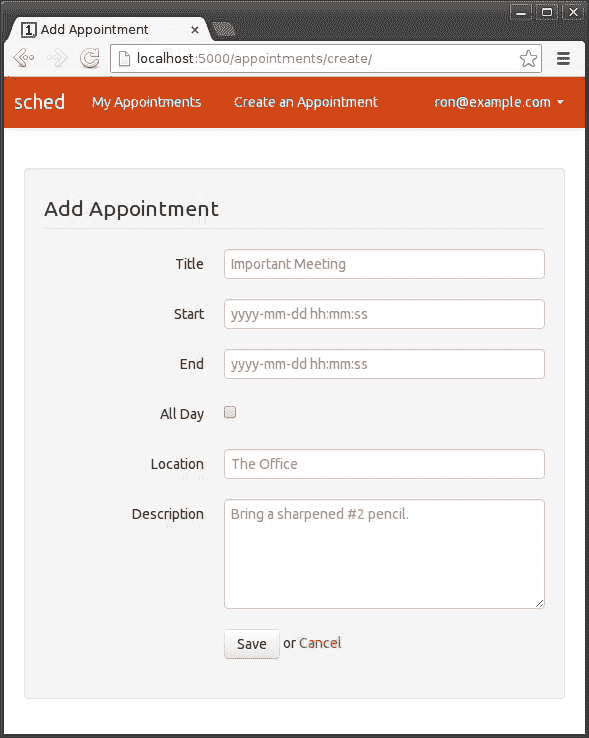 Add Appointment
localhost:5000/appointments/create/
sched My Appointments Create an Appointment ron@example.com
Add Appointment
Title Important Meeting
Start yyyy-mm-dd hh:mm:ss
End yyyy-mm-dd hh:mm:ss
All Day
Location The Office
Description Bring a sharpened #2 pencil.
Save or Cancel